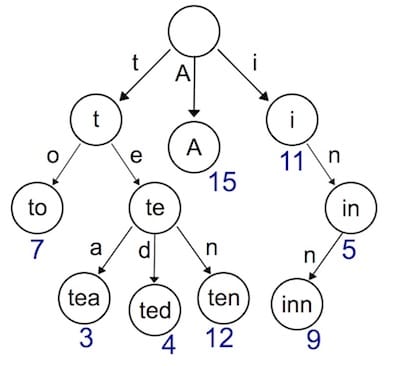 t A i
t A i
15 11
o e n
to te in
7 5
a d n n
tea ted ten inn
3 4 12 9